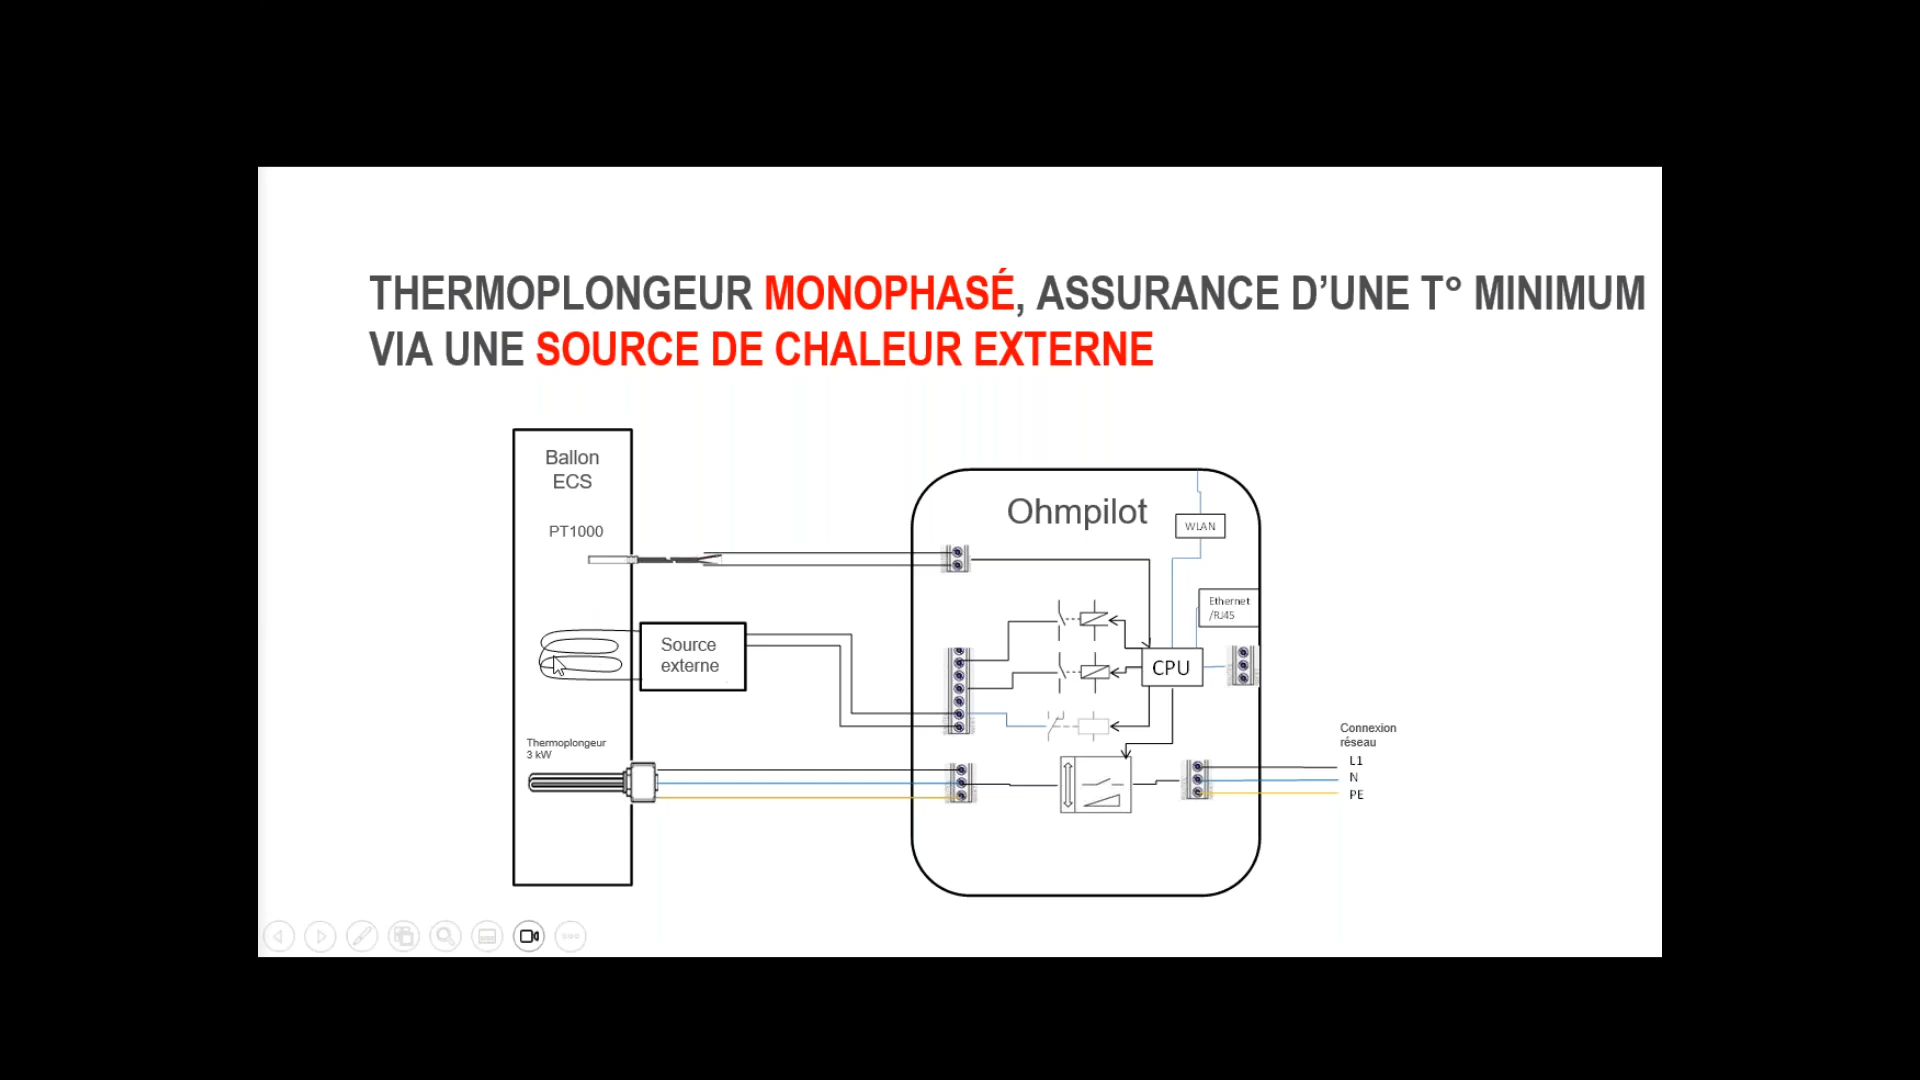 THERMOPLONGEUR MONOPHASÉ, ASSURANCE D’UNE T° MINIMUM
VIA UNE SOURCE DE CHALEUR EXTERNE
Ballon
ECS
PT1000
Source
externe
Thermoplongeur
3 kW
Ohmpilot
WLAN
Ethernet
/RJ45
CPU
Connexion
réseau
L1
N
PE